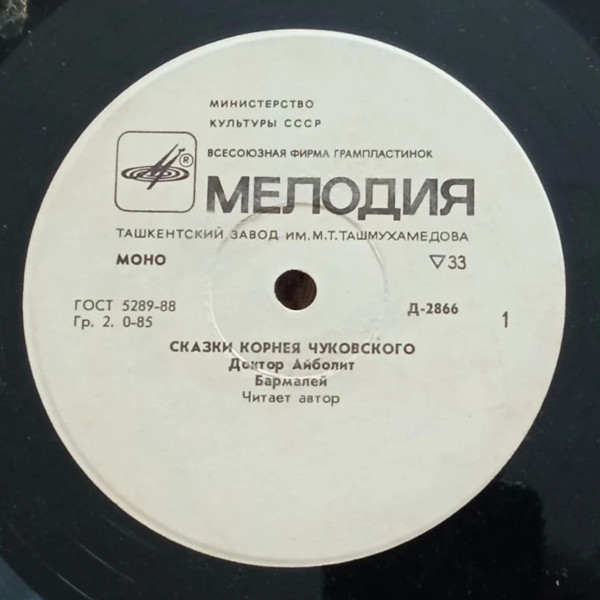 МИНИСТЕРСТВО
КУЛЬТУРЫ СССР
ВСЕСОЮЗНАЯ ФИРМА ГРАМПЛАСТИНОК
®
МЕЛОДИЯ
ТАШКЕНТСКИЙ ЗАВОД ИМ.М.Т.ТАШМУХАМЕДОВА
МОНО ▽33
ГОСТ 5289-88 Д-2866
Гр. 2. 0-85 1
СКАЗКИ КОРНЕЯ ЧУКОВСКОГО
Доктор Айболит
Бармалей
Читает автор